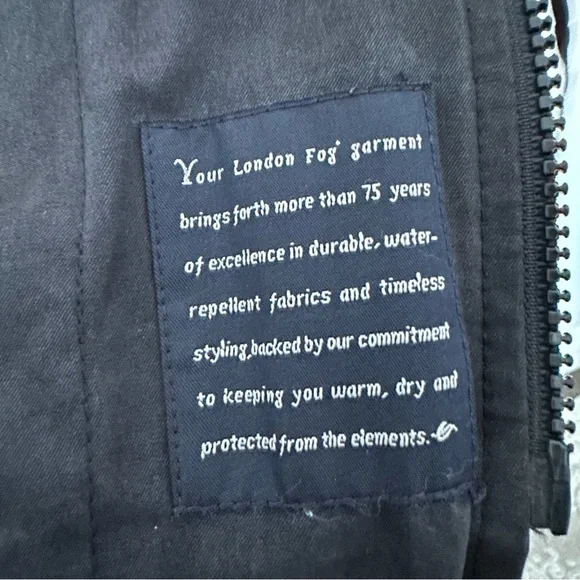 Your London Fog® garment
brings forth more than 75 years
of excellence in durable, water-
repellent fabrics and timeless
styling, backed by our commitment
to keeping you warm, dry and
protected from the elements.